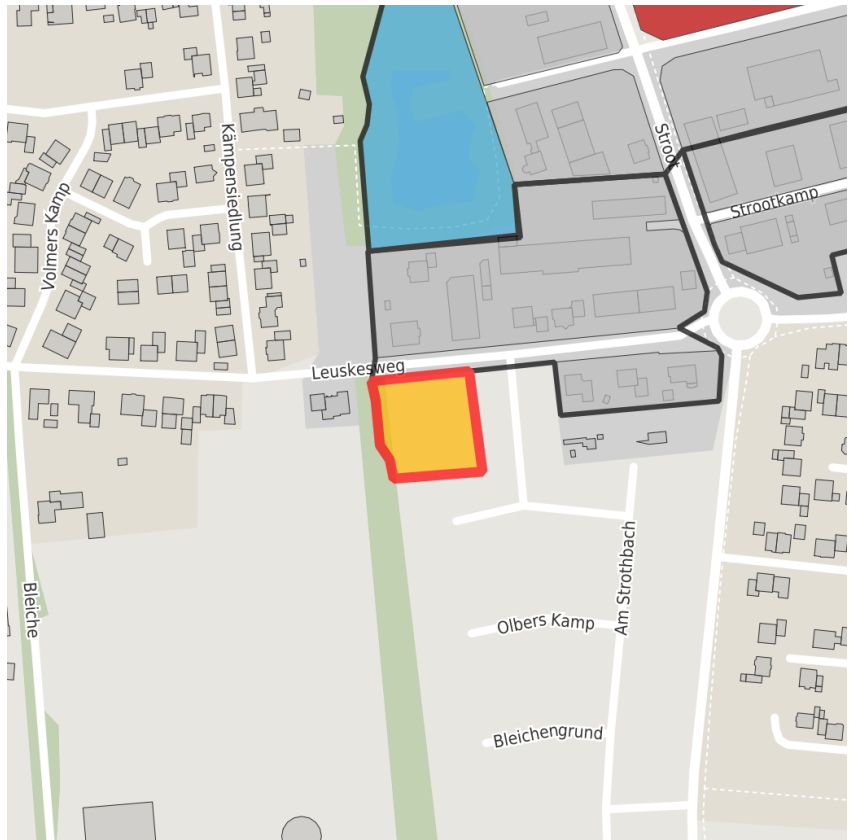 Kämpensiedlung
Stroot
Volmers Kamp
Strootkamp
Leuskesweg
Am Strothbach
Bleiche
Olbers Kamp
Bleichengrund